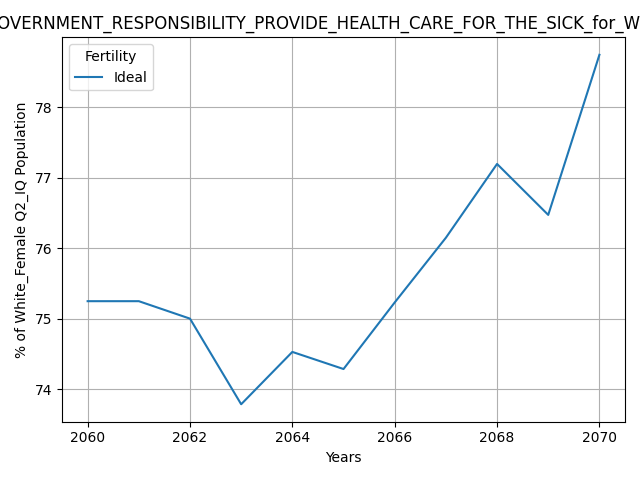 OVERNMENT_RESPONSIBILITY_PROVIDE_HEALTH_CARE_FOR_THE_SICK_for_W
Fertility
Ideal
% of White_Female Q2_IQ Population
78
77
76
75
74
2060 2062 2064 2066 2068 2070
Years